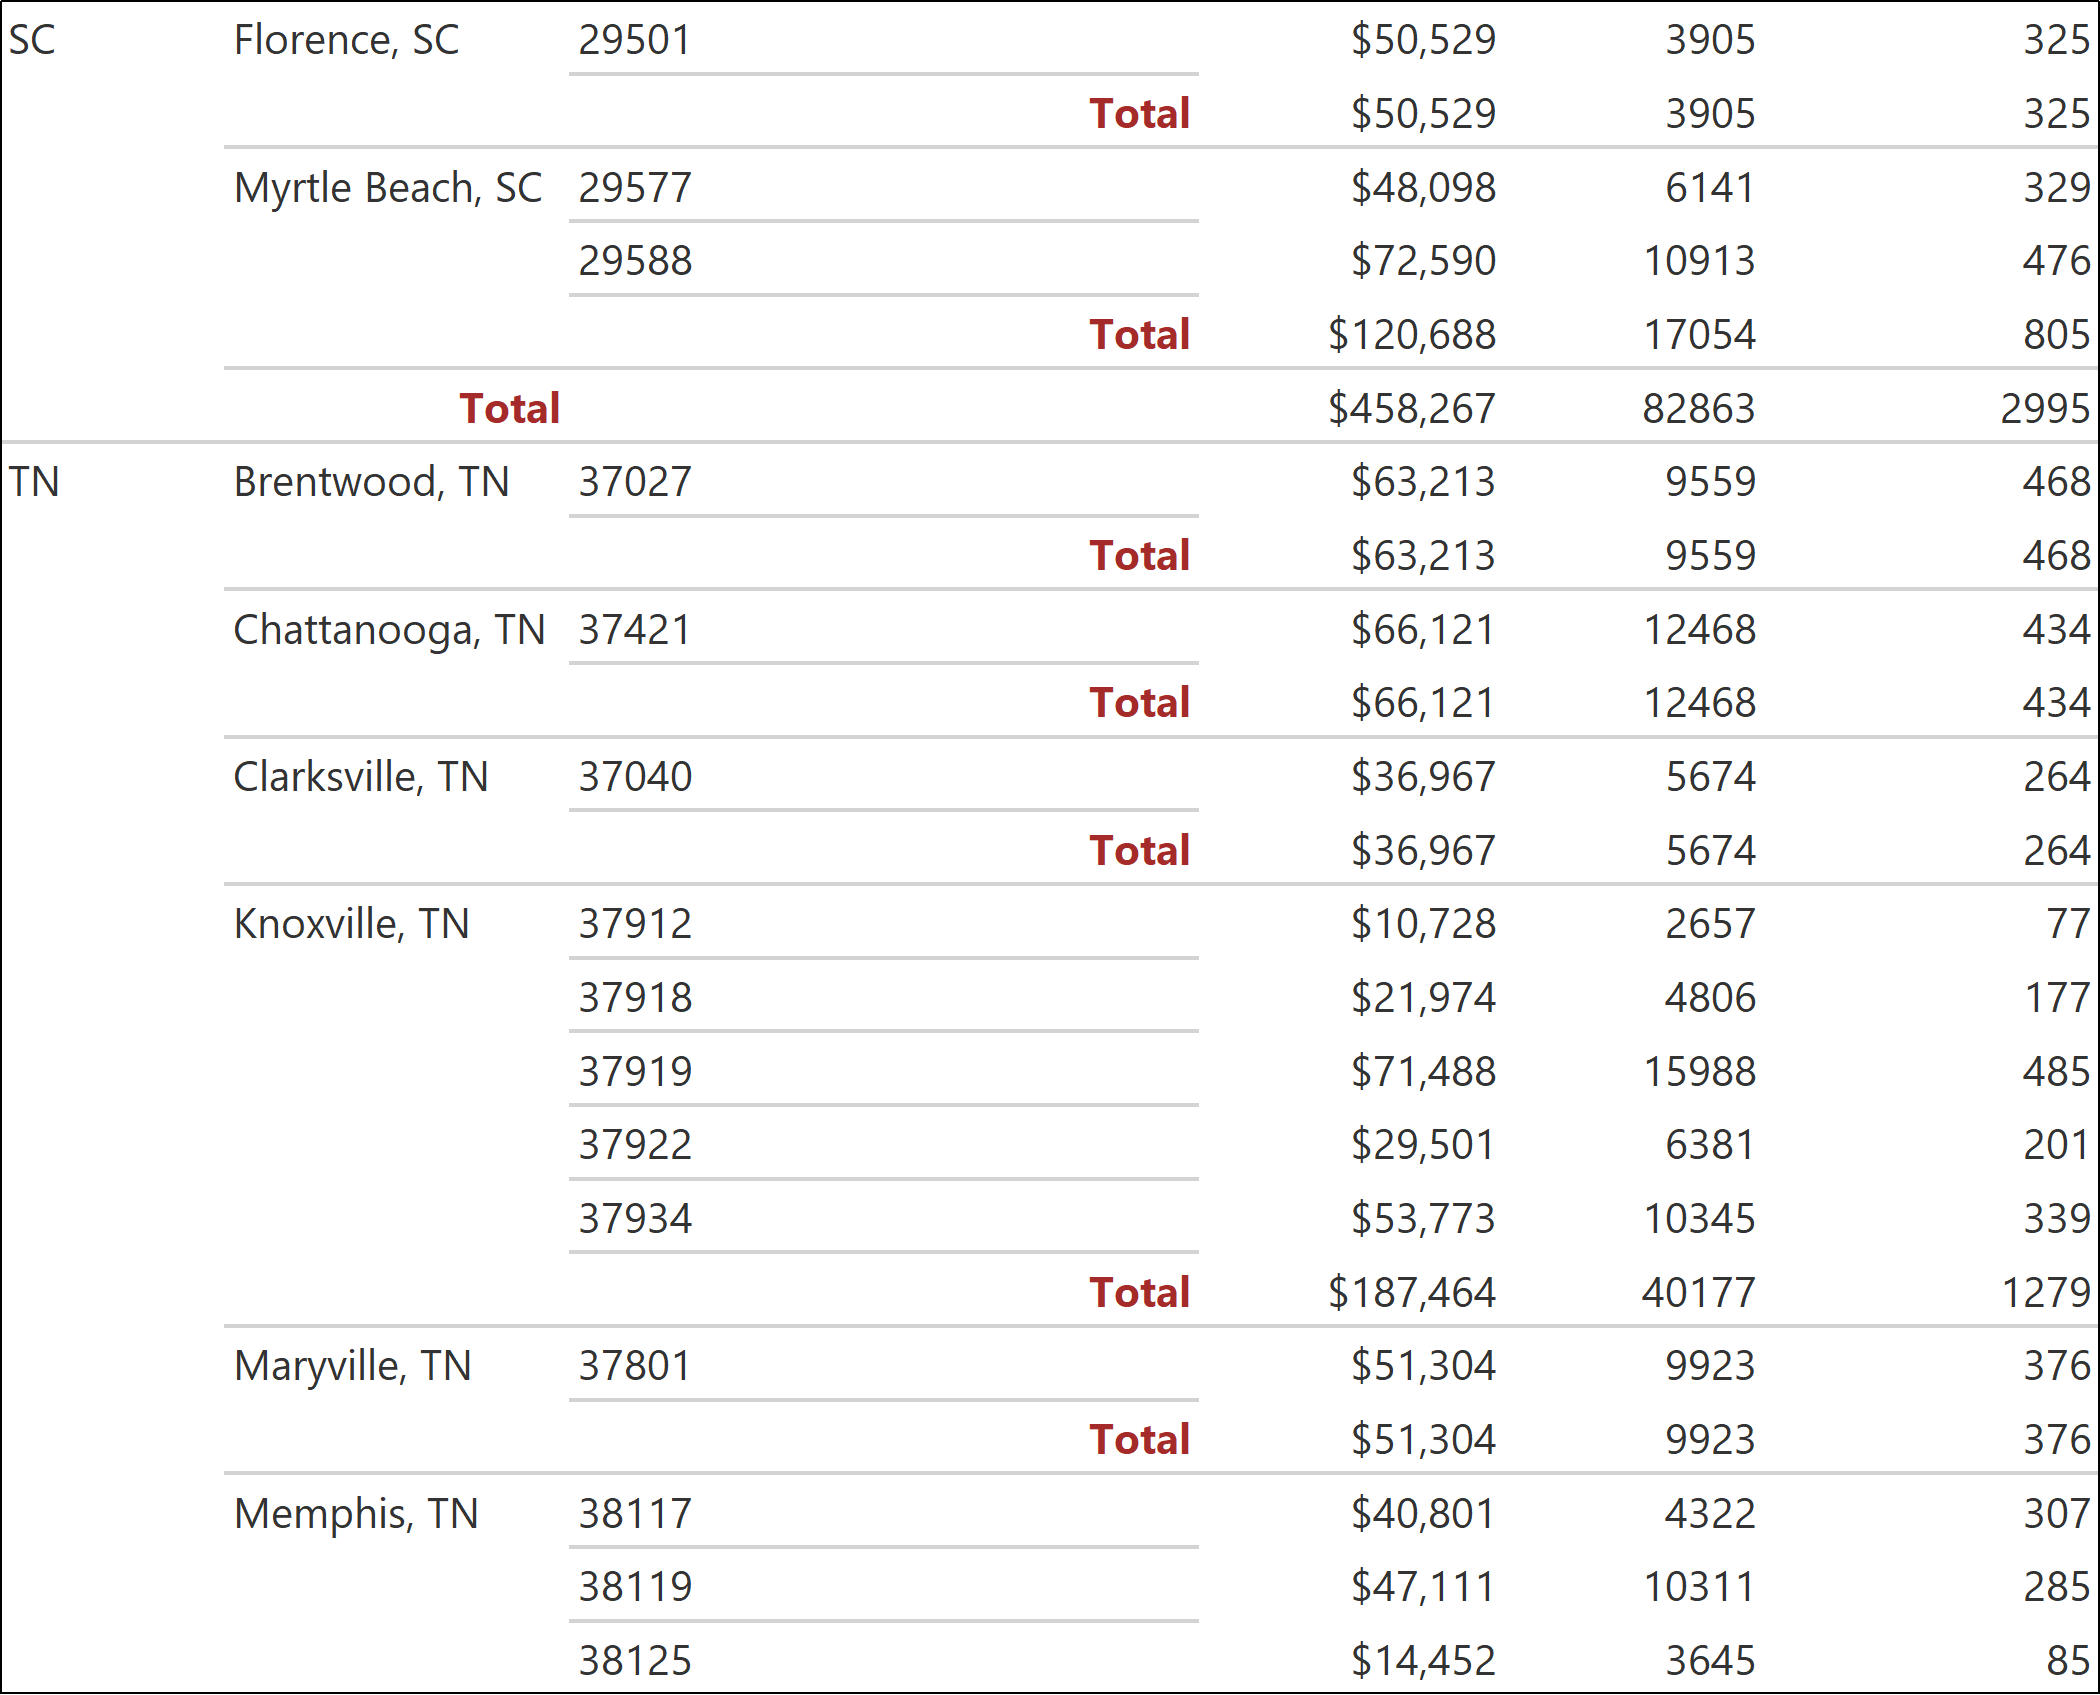 SC Florence, SC 29501 $50,529 3905 325
Total $50,529 3905 325
Myrtle Beach, SC 29577 $48,098 6141 329
29588 $72,590 10913 476
Total $120,688 17054 805
Total $458,267 82863 2995
TN Brentwood, TN 37027 $63,213 9559 468
Total $63,213 9559 468
Chattanooga, TN 37421 $66,121 12468 434
Total $66,121 12468 434
Clarksville, TN 37040 $36,967 5674 264
Total $36,967 5674 264
Knoxville, TN 37912 $10,728 2657 77
37918 $21,974 4806 177
37919 $71,488 15988 485
37922 $29,501 6381 201
37934 $53,773 10345 339
Total $187,464 40177 1279
Maryville, TN 37801 $51,304 9923 376
Total $51,304 9923 376
Memphis, TN 38117 $40,801 4322 307
38119 $47,111 10311 285
38125 $14,452 3645 85